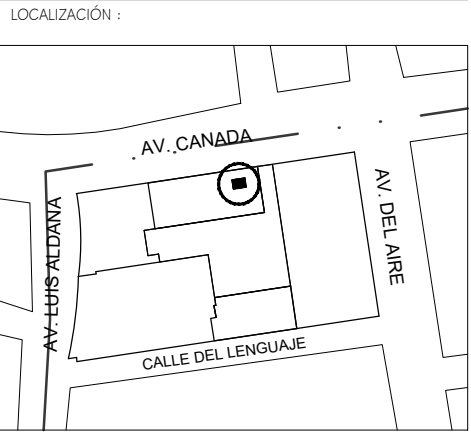 LOCALIZACIÓN :
AV. CANADA
AV. LUIS ALDANA
AV. DEL AIRE
CALLE DEL LENGUAJE